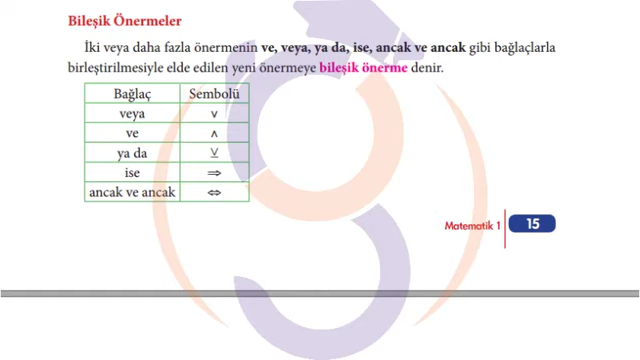 Bileşik Önermeler
İki veya daha fazla önermenin ve, veya, ya da, ise, ancak ve ancak gibi bağlaçlarla
birleştirilmesiyle elde edilen yeni önermeye bileşik önerme denir.
Bağlaç Sembolü
veya ∨
ve ∧
ya da ⊻
ise ⇒
ancak ve ancak ⇔
Matematik 1 15